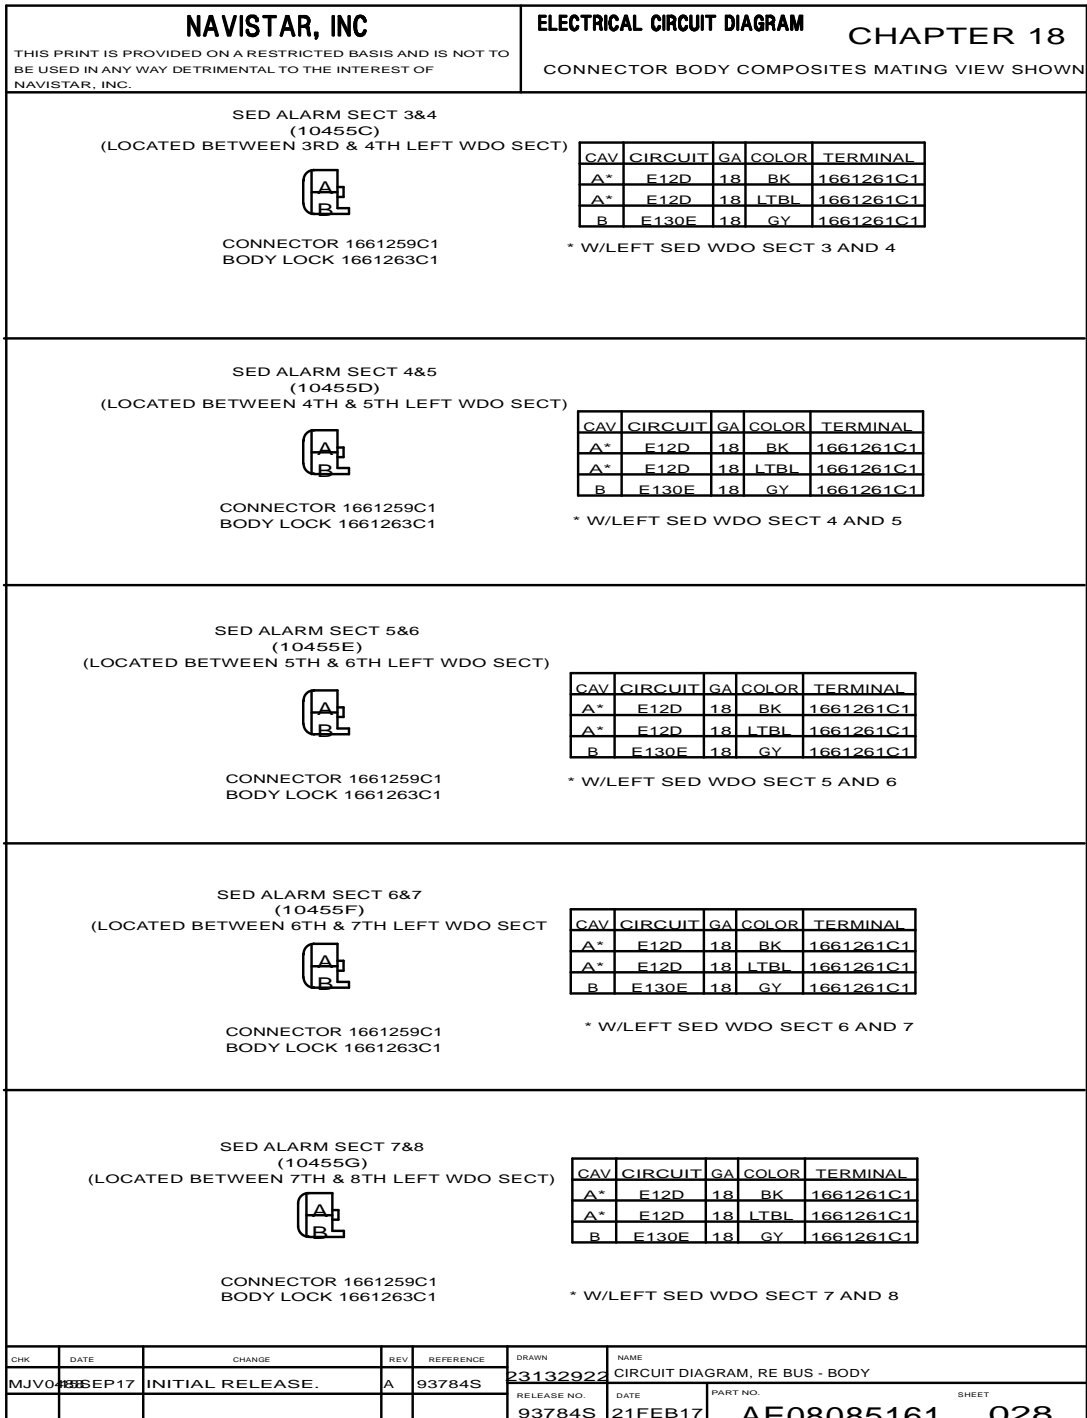 NAVISTAR, INC
THIS PRINT IS PROVIDED ON A RESTRICTED BASIS AND IS NOT TO
BE USED IN ANY WAY DETRIMENTAL TO THE INTEREST OF
NAVISTAR, INC.
ELECTRICAL CIRCUIT DIAGRAM
CHAPTER 18
CONNECTOR BODY COMPOSITES MATING VIEW SHOWN
SED ALARM SECT 3&4
(10455C)
(LOCATED BETWEEN 3RD & 4TH LEFT WDO SECT)
A
B
CONNECTOR 1661259C1
BODY LOCK 1661263C1
CAV CIRCUIT GA COLOR TERMINAL
A* E12D 18 BK 1661261C1
A* E12D 18 LTBL 1661261C1
B E130E 18 GY 1661261C1
* W/LEFT SED WDO SECT 3 AND 4
SED ALARM SECT 4&5
(10455D)
(LOCATED BETWEEN 4TH & 5TH LEFT WDO SECT)
A
B
CONNECTOR 1661259C1
BODY LOCK 1661263C1
CAV CIRCUIT GA COLOR TERMINAL
A* E12D 18 BK 1661261C1
A* E12D 18 LTBL 1661261C1
B E130E 18 GY 1661261C1
* W/LEFT SED WDO SECT 4 AND 5
SED ALARM SECT 5&6
(10455E)
(LOCATED BETWEEN 5TH & 6TH LEFT WDO SECT)
A
B
CONNECTOR 1661259C1
BODY LOCK 1661263C1
CAV CIRCUIT GA COLOR TERMINAL
A* E12D 18 BK 1661261C1
A* E12D 18 LTBL 1661261C1
B E130E 18 GY 1661261C1
* W/LEFT SED WDO SECT 5 AND 6
SED ALARM SECT 6&7
(10455F)
(LOCATED BETWEEN 6TH & 7TH LEFT WDO SECT
A
B
CONNECTOR 1661259C1
BODY LOCK 1661263C1
CAV CIRCUIT GA COLOR TERMINAL
A* E12D 18 BK 1661261C1
A* E12D 18 LTBL 1661261C1
B E130E 18 GY 1661261C1
* W/LEFT SED WDO SECT 6 AND 7
SED ALARM SECT 7&8
(10455G)
(LOCATED BETWEEN 7TH & 8TH LEFT WDO SECT)
A
B
CONNECTOR 1661259C1
BODY LOCK 1661263C1
CAV CIRCUIT GA COLOR TERMINAL
A* E12D 18 BK 1661261C1
A* E12D 18 LTBL 1661261C1
B E130E 18 GY 1661261C1
* W/LEFT SED WDO SECT 7 AND 8
CHK DATE CHANGE REV REFERENCE
INITIAL RELEASE. A 93784S
DRAWN
23132922
NAME
CIRCUIT DIAGRAM, RE BUS - BODY
RELEASE NO.
93784S
DATE
21FEB17
PART NO.
AE08085161
SHEET
028